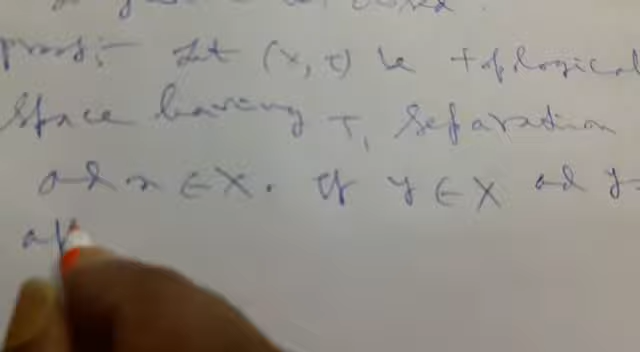 proof:- Let (X, τ) be topological
space having T₁ separation
and x ∈ X. If y ∈ X and y